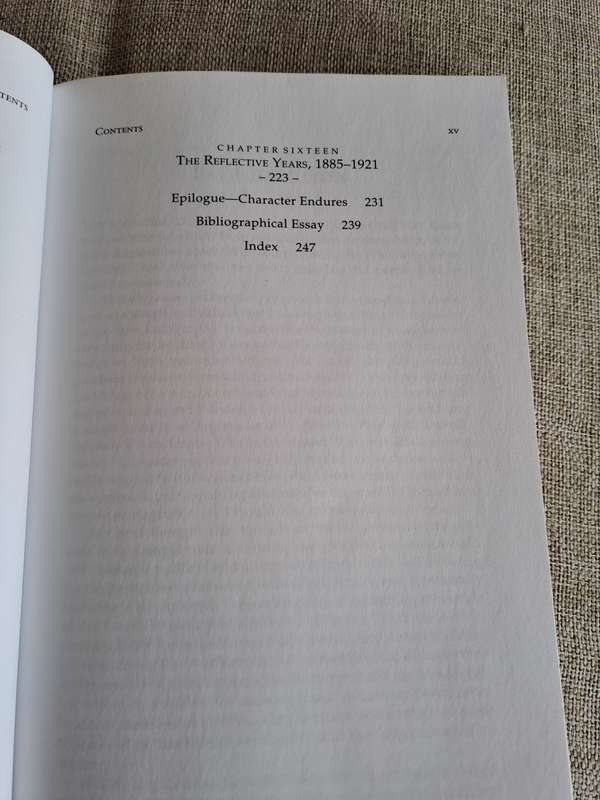 TENTS
CONTENTS xv
CHAPTER SIXTEEN
THE REFLECTIVE YEARS, 1885–1921
– 223 –
Epilogue—Character Endures 231
Bibliographical Essay 239
Index 247